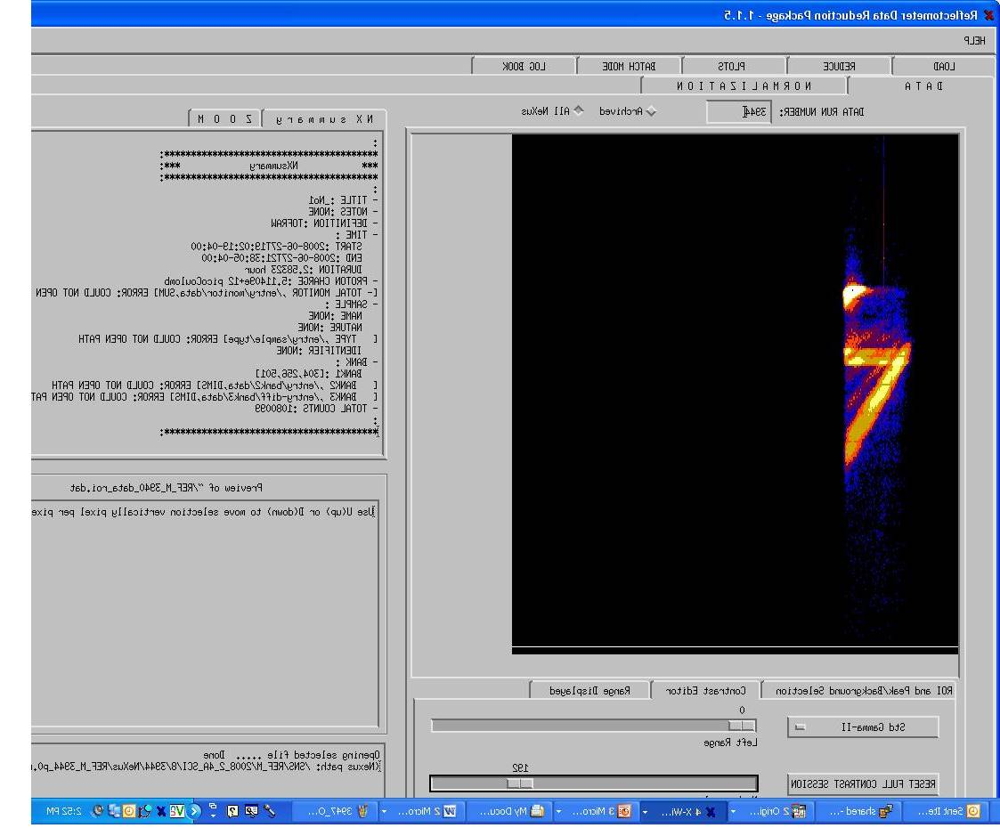 Reflectometer Data Reduction Package - 1.1.5
HELP
LOAD REDUCE PLOTS BATCH MODE LOG BOOK
D A T A N O R M A L I Z A T I O N
DATA RUN NUMBER: 3944 Archived All NeXus
N X s u m m a r y Z O O M
:
****************************************:
*** NXsummary ***:
****************************************:
:
- TITLE :_No1
- NOTES :NONE
- DEFINITION :TOFRAW
- TIME :
START :2008-06-27T19:02:19-04:00
END :2008-06-27T21:38:05-04:00
DURATION :2.58323 hour
- PROTON CHARGE :5.11409e+12 picoCoulomb
[- TOTAL MONITOR ,/entry/monitor/data,SUM] ERROR: COULD NOT OPEN
- SAMPLE :
NAME :NONE
NATURE :NONE
[ TYPE ,/entry/sample/type] ERROR: COULD NOT OPEN PATH
IDENTIFIER :NONE
- BANK :
BANK1 :[304,256,501]
[ BANK2 ,/entry/bank2/data,DIMS] ERROR: COULD NOT OPEN PATH
[ BANK3 ,/entry-diff/bank3/data,DIMS] ERROR: COULD NOT OPEN PAT
- TOTAL COUNTS :1080099
:
****************************************:
Preview of ~/REF_M_3940_data_roi.dat
Use U(up) or D(down) to move selection vertically pixel per pixe
ROI and Peak/Background Selection Contrast Editor Range Displayed
Std Gamma-II
0
Left Range
192
RESET FULL CONTRAST SESSION
Opening selected file ..... Done
(Nexus path: /SNS/REF_M/2008_2_4A_SCI/8/3944/NeXus/REF_M_3944_p0.
Sent Ite... shared -... 2 Origi... 4 X-Wi... 3 Micro... My Docu... 2 Micro... 3947_O... 2:52 PM